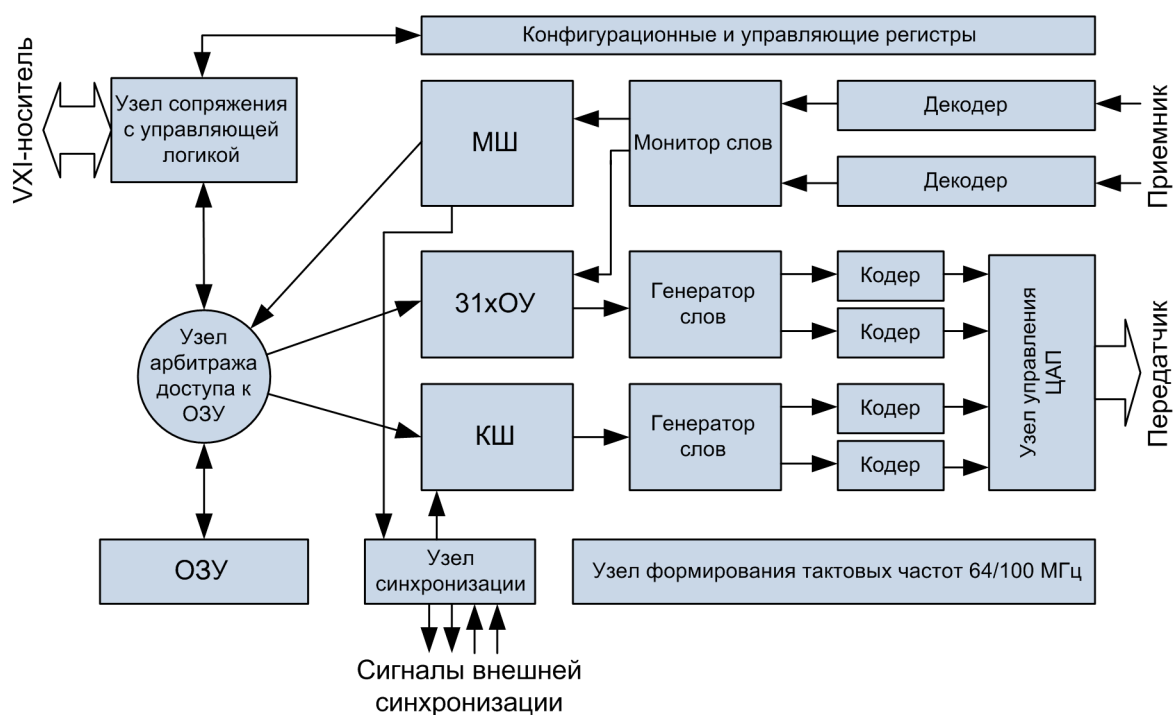 Конфигурационные и управляющие регистры
VXI-носитель
Узел сопряжения
с управляющей
логикой
МШ
Монитор слов
Декодер
Декодер
Приемник
31хОУ
Генератор
слов
Кодер
Кодер
Узел
арбитража
доступа к
ОЗУ
КШ
Генератор
слов
Кодер
Кодер
Узел управления
ЦАП
Передатчик
ОЗУ
Узел
синхронизации
Узел формирования тактовых частот 64/100 МГц
Сигналы внешней
синхронизации